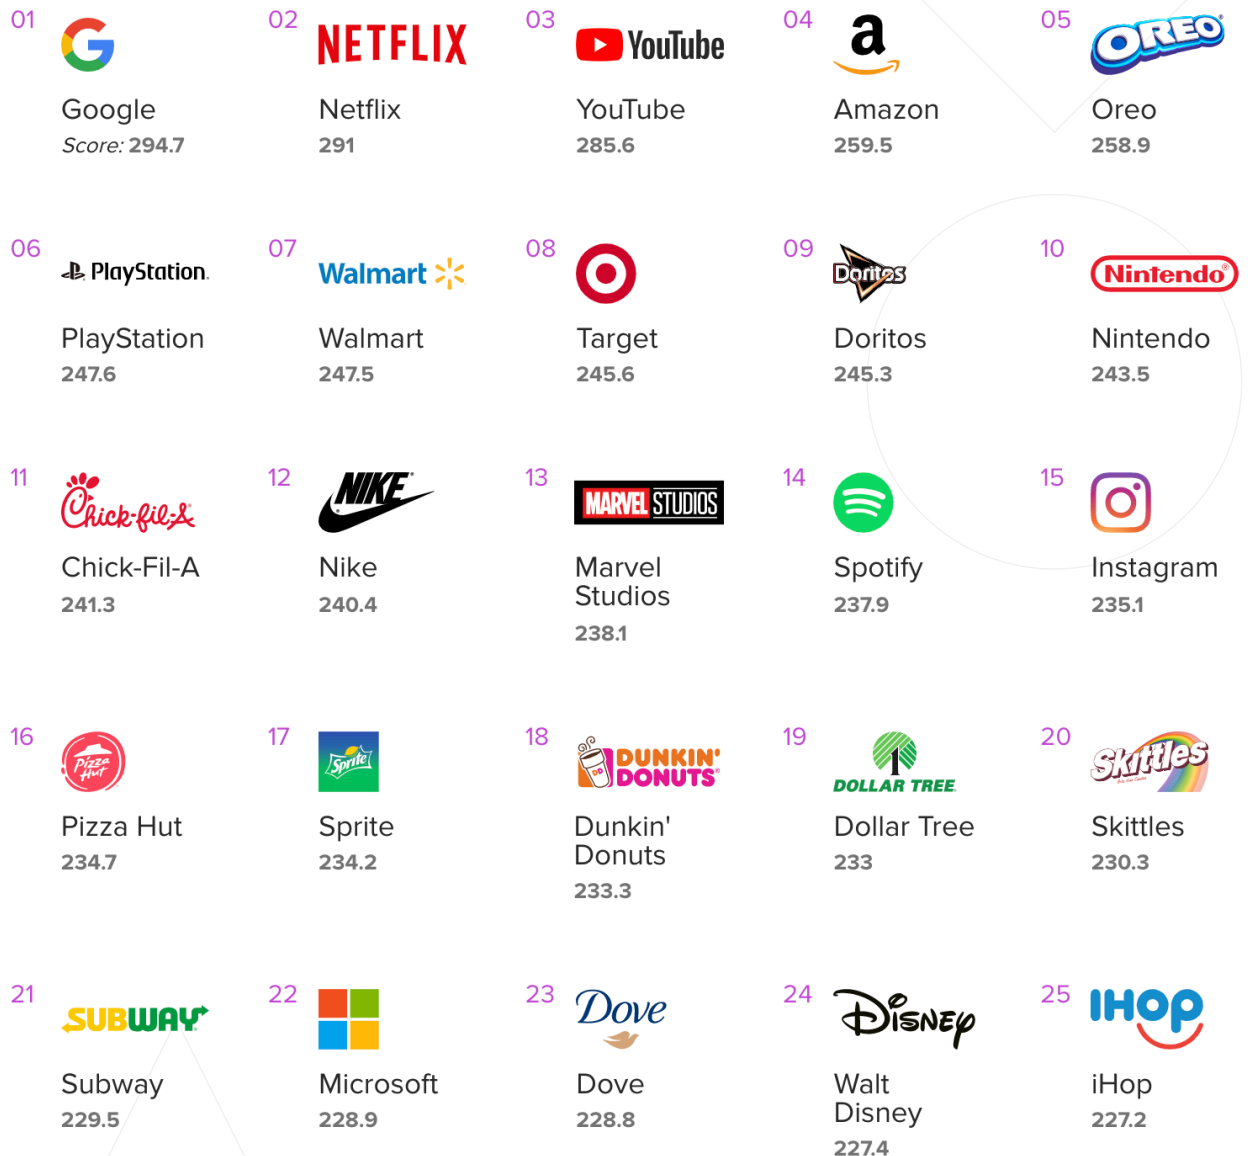 01 02 03 04 05
NETFLIX YouTube a OREO
Google Netflix YouTube Amazon Oreo
Score: 294.7 291 285.6 259.5 258.9
06 07 08 09 10
PlayStation Walmart Doritos Nintendo®
PlayStation Walmart Target Doritos Nintendo
247.6 247.5 245.6 245.3 243.5
11 12 13 14 15
Chick-fil-A NIKE MARVEL STUDIOS
Chick-Fil-A Nike Marvel Spotify Instagram
Studios
241.3 240.4 237.9 235.1
238.1
16 17 18 19 20
Pizza Sprite DUNKIN' 1 Skittles
Hut DD DONUTS® DOLLAR TREE
Pizza Hut Sprite Dunkin' Dollar Tree Skittles
Donuts
234.7 234.2 233 230.3
233.3
21 22 23 24 25
SUBWAY Dove Disney IHOP
Subway Microsoft Dove Walt iHop
Disney
229.5 228.9 228.8 227.2
227.4